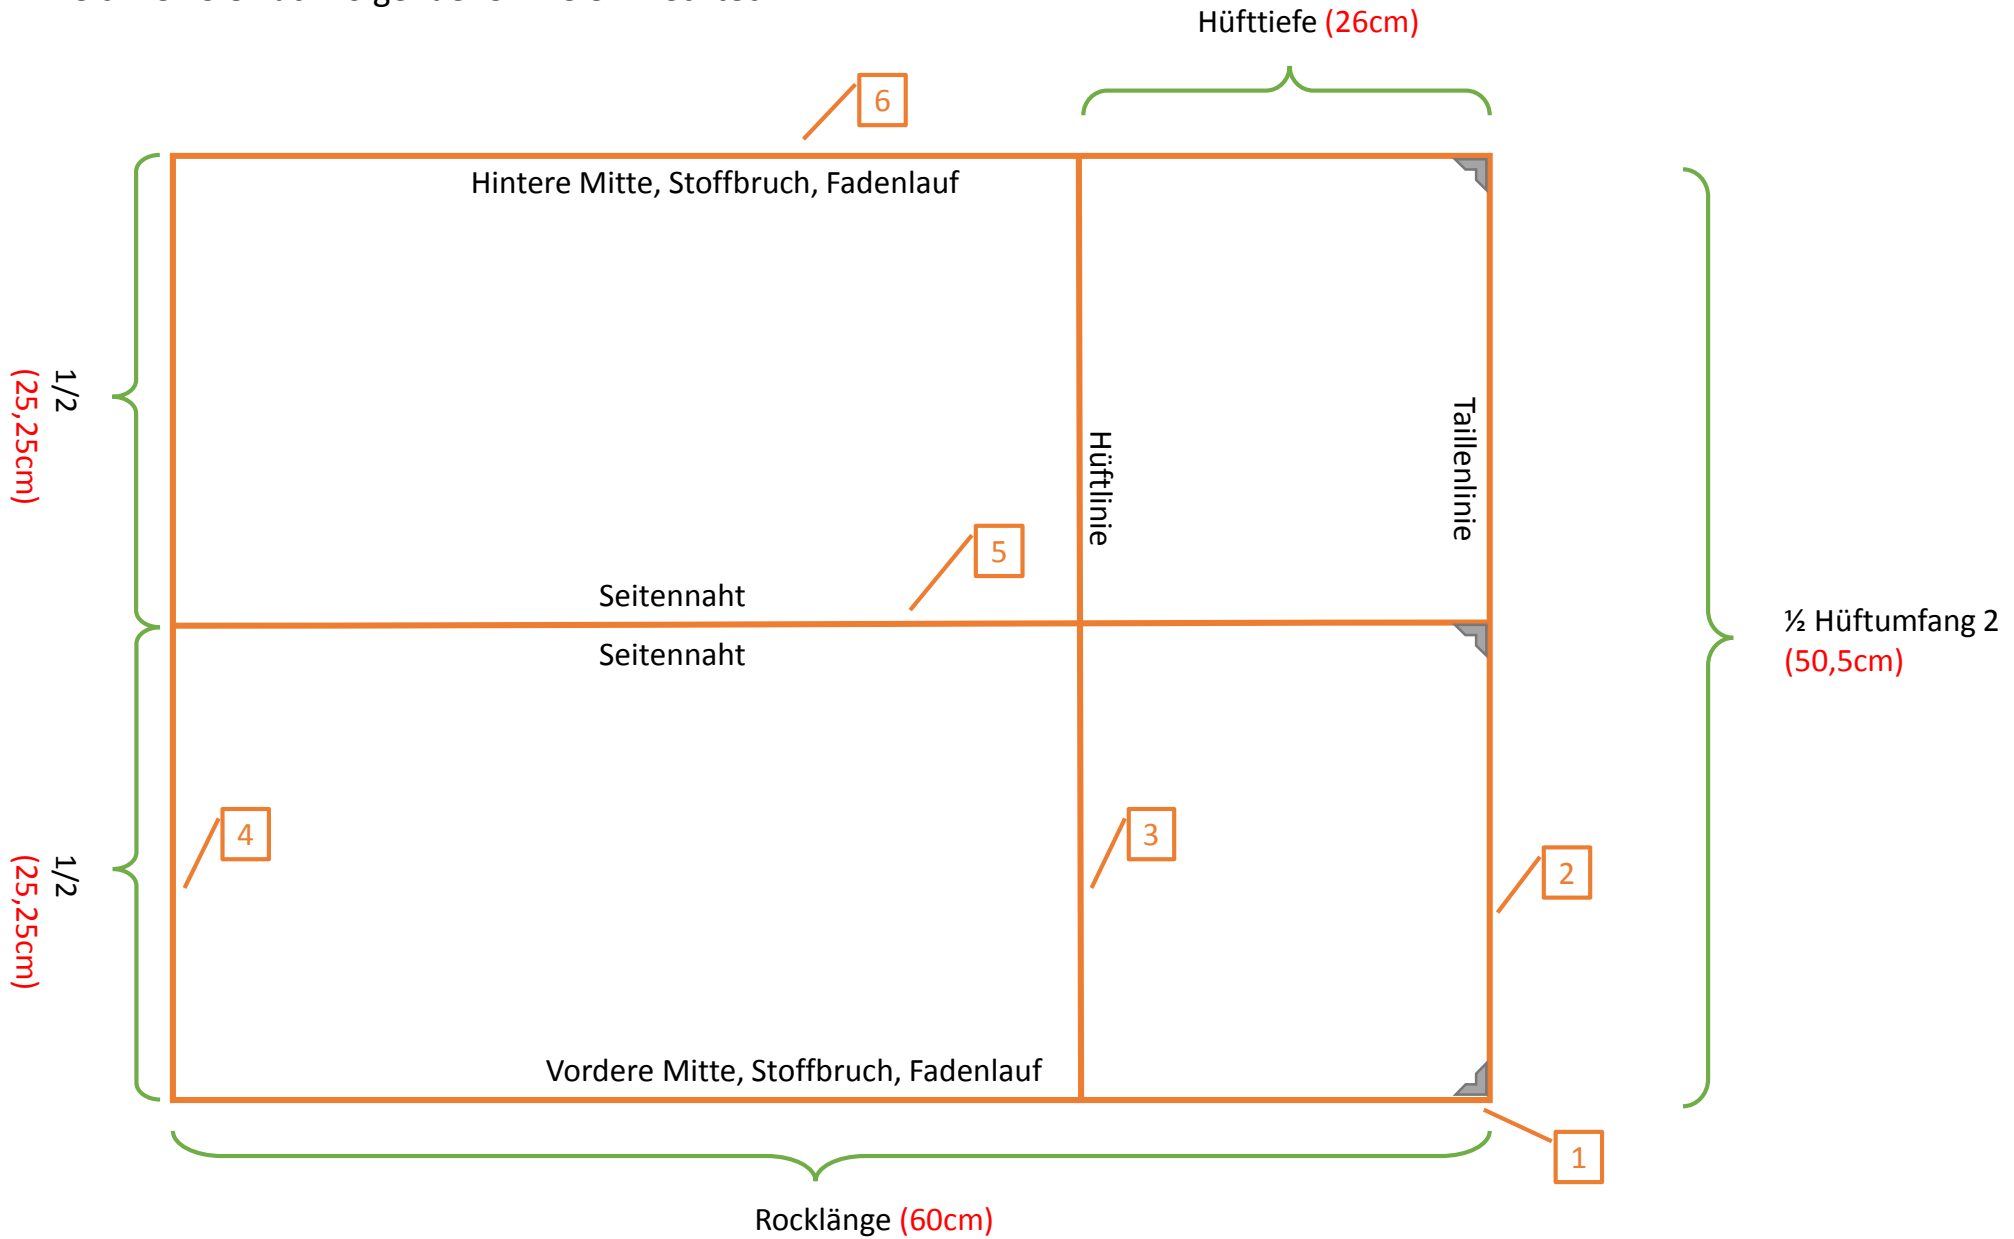 Hüfttiefe (26cm)
6
Hintere Mitte, Stoffbruch, Fadenlauf
1/2
(25,25cm)
Hüftlinie
Taillenlinie
5
Seitennaht
Seitennaht
½ Hüftumfang 2
(50,5cm)
4
3
2
1/2
(25,25cm)
Vordere Mitte, Stoffbruch, Fadenlauf
1
Rocklänge (60cm)